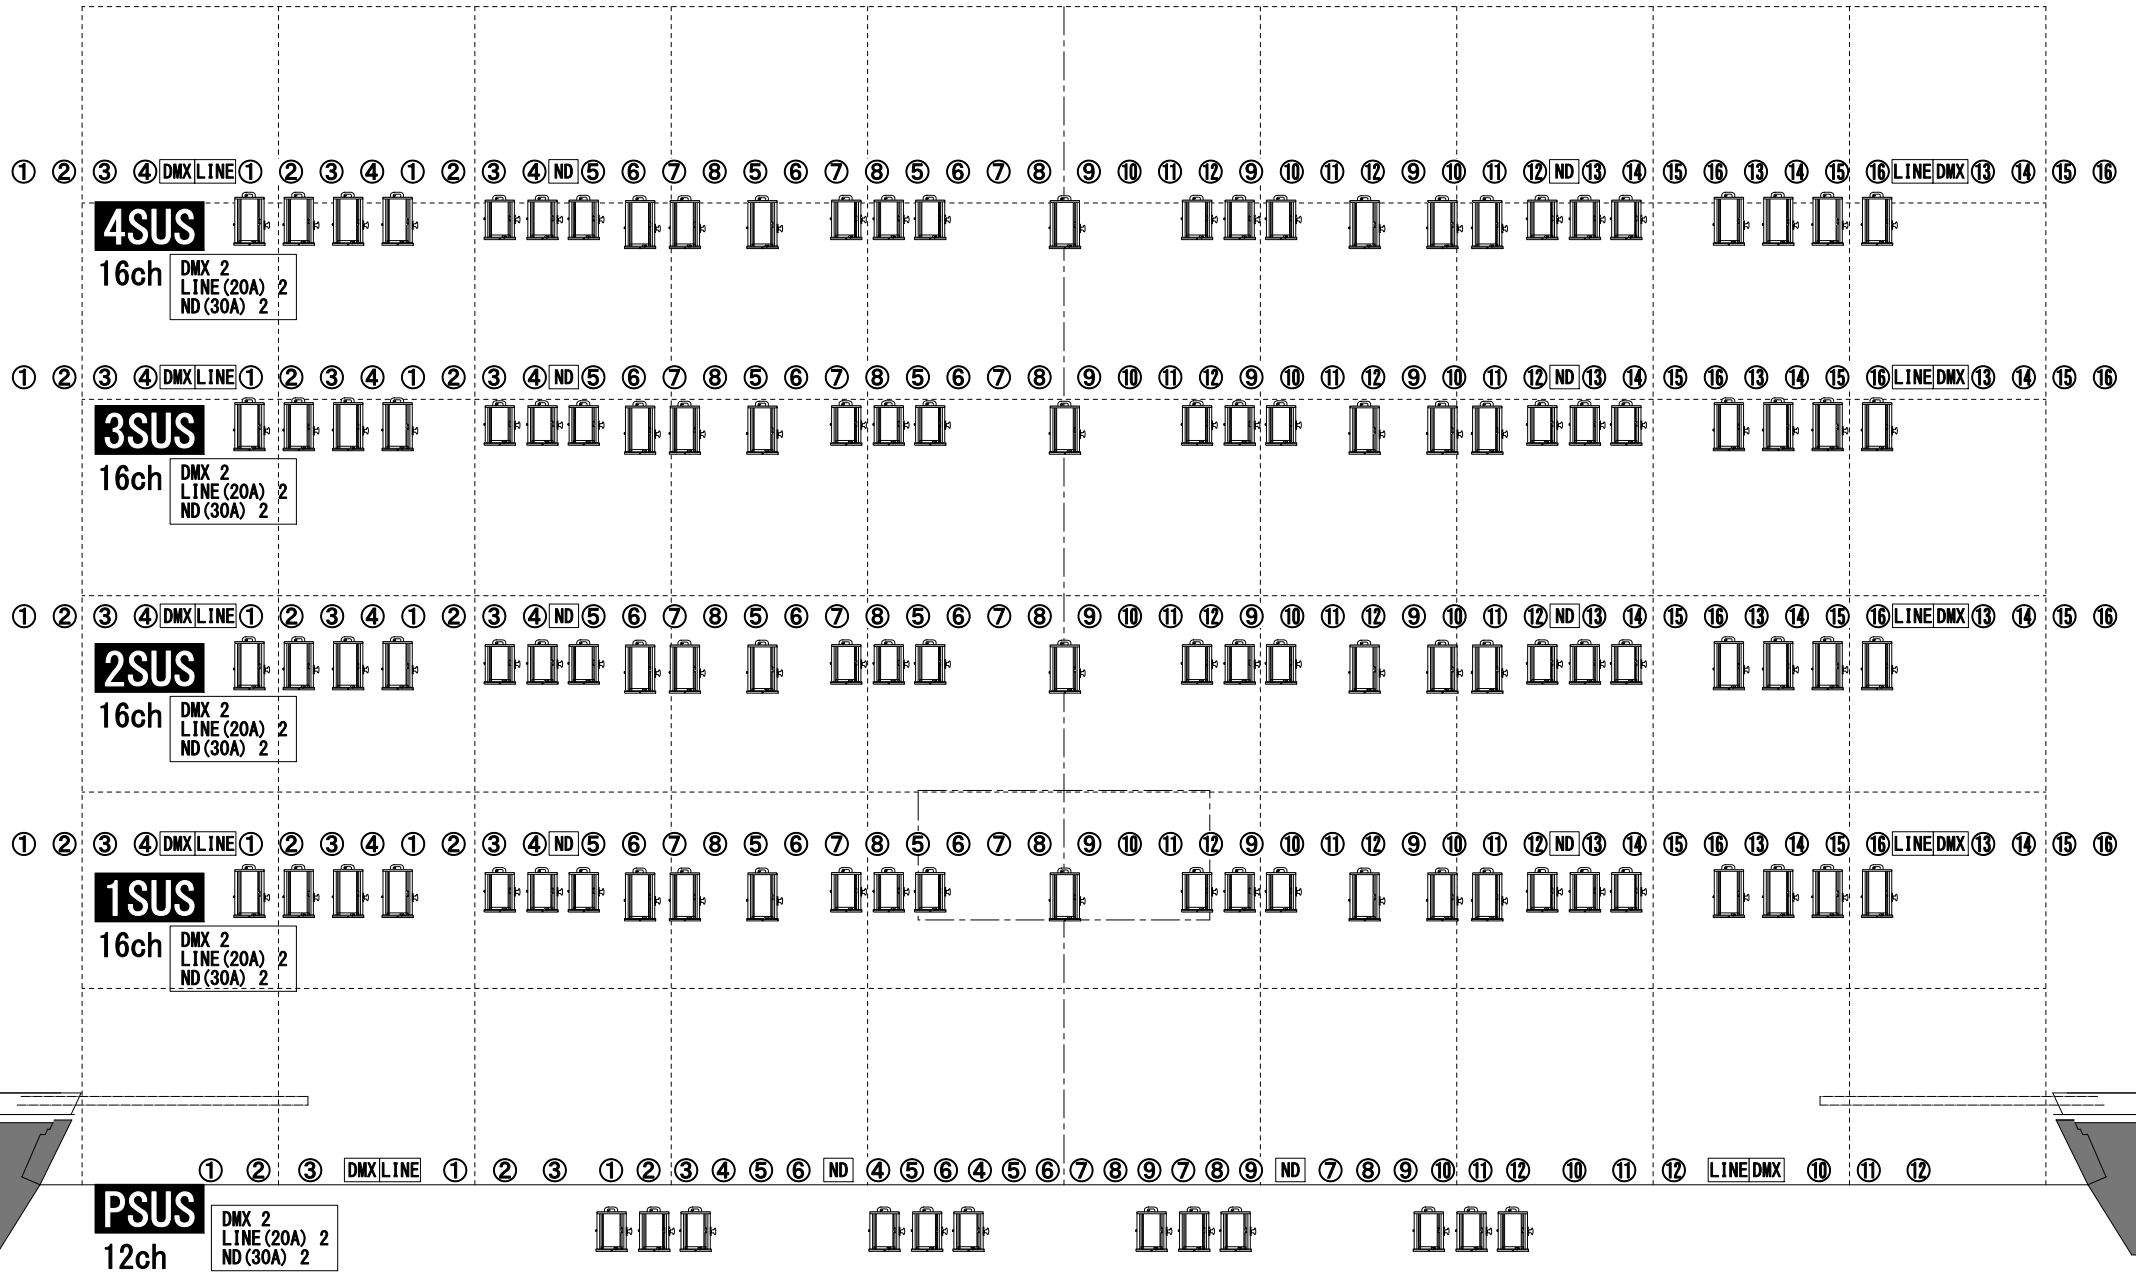 ① ② ③ ④ DMX LINE ① ② ③ ④ ① ② ③ ④ ND ⑤ ⑥ ⑦ ⑧ ⑤ ⑥ ⑦ ⑧ ⑤ ⑥ ⑦ ⑧ ⑨ ⑩ ⑪ ⑫ ⑨ ⑩ ⑪ ⑫ ⑨ ⑩ ⑪ ⑫ ND ⑬ ⑭ ⑮ ⑯ ⑬ ⑭ ⑮ ⑯ LINE DMX ⑬ ⑭ ⑮ ⑯
4SUS
16ch
DMX 2
LINE(20A) 2
ND(30A) 2
① ② ③ ④ DMX LINE ① ② ③ ④ ① ② ③ ④ ND ⑤ ⑥ ⑦ ⑧ ⑤ ⑥ ⑦ ⑧ ⑤ ⑥ ⑦ ⑧ ⑨ ⑩ ⑪ ⑫ ⑨ ⑩ ⑪ ⑫ ⑨ ⑩ ⑪ ⑫ ND ⑬ ⑭ ⑮ ⑯ ⑬ ⑭ ⑮ ⑯ LINE DMX ⑬ ⑭ ⑮ ⑯
3SUS
16ch
DMX 2
LINE(20A) 2
ND(30A) 2
① ② ③ ④ DMX LINE ① ② ③ ④ ① ② ③ ④ ND ⑤ ⑥ ⑦ ⑧ ⑤ ⑥ ⑦ ⑧ ⑤ ⑥ ⑦ ⑧ ⑨ ⑩ ⑪ ⑫ ⑨ ⑩ ⑪ ⑫ ⑨ ⑩ ⑪ ⑫ ND ⑬ ⑭ ⑮ ⑯ ⑬ ⑭ ⑮ ⑯ LINE DMX ⑬ ⑭ ⑮ ⑯
2SUS
16ch
DMX 2
LINE(20A) 2
ND(30A) 2
① ② ③ ④ DMX LINE ① ② ③ ④ ① ② ③ ④ ND ⑤ ⑥ ⑦ ⑧ ⑤ ⑥ ⑦ ⑧ ⑤ ⑥ ⑦ ⑧ ⑨ ⑩ ⑪ ⑫ ⑨ ⑩ ⑪ ⑫ ⑨ ⑩ ⑪ ⑫ ND ⑬ ⑭ ⑮ ⑯ ⑬ ⑭ ⑮ ⑯ LINE DMX ⑬ ⑭ ⑮ ⑯
1SUS
16ch
DMX 2
LINE(20A) 2
ND(30A) 2
① ② ③ DMX LINE ① ② ③ ① ② ③ ④ ⑤ ⑥ ND ④ ⑤ ⑥ ④ ⑤ ⑥ ⑦ ⑧ ⑨ ⑦ ⑧ ⑨ ND ⑦ ⑧ ⑨ ⑩ ⑪ ⑫ ⑩ ⑪ ⑫ LINE DMX ⑩ ⑪ ⑫
PSUS
12ch
DMX 2
LINE(20A) 2
ND(30A) 2